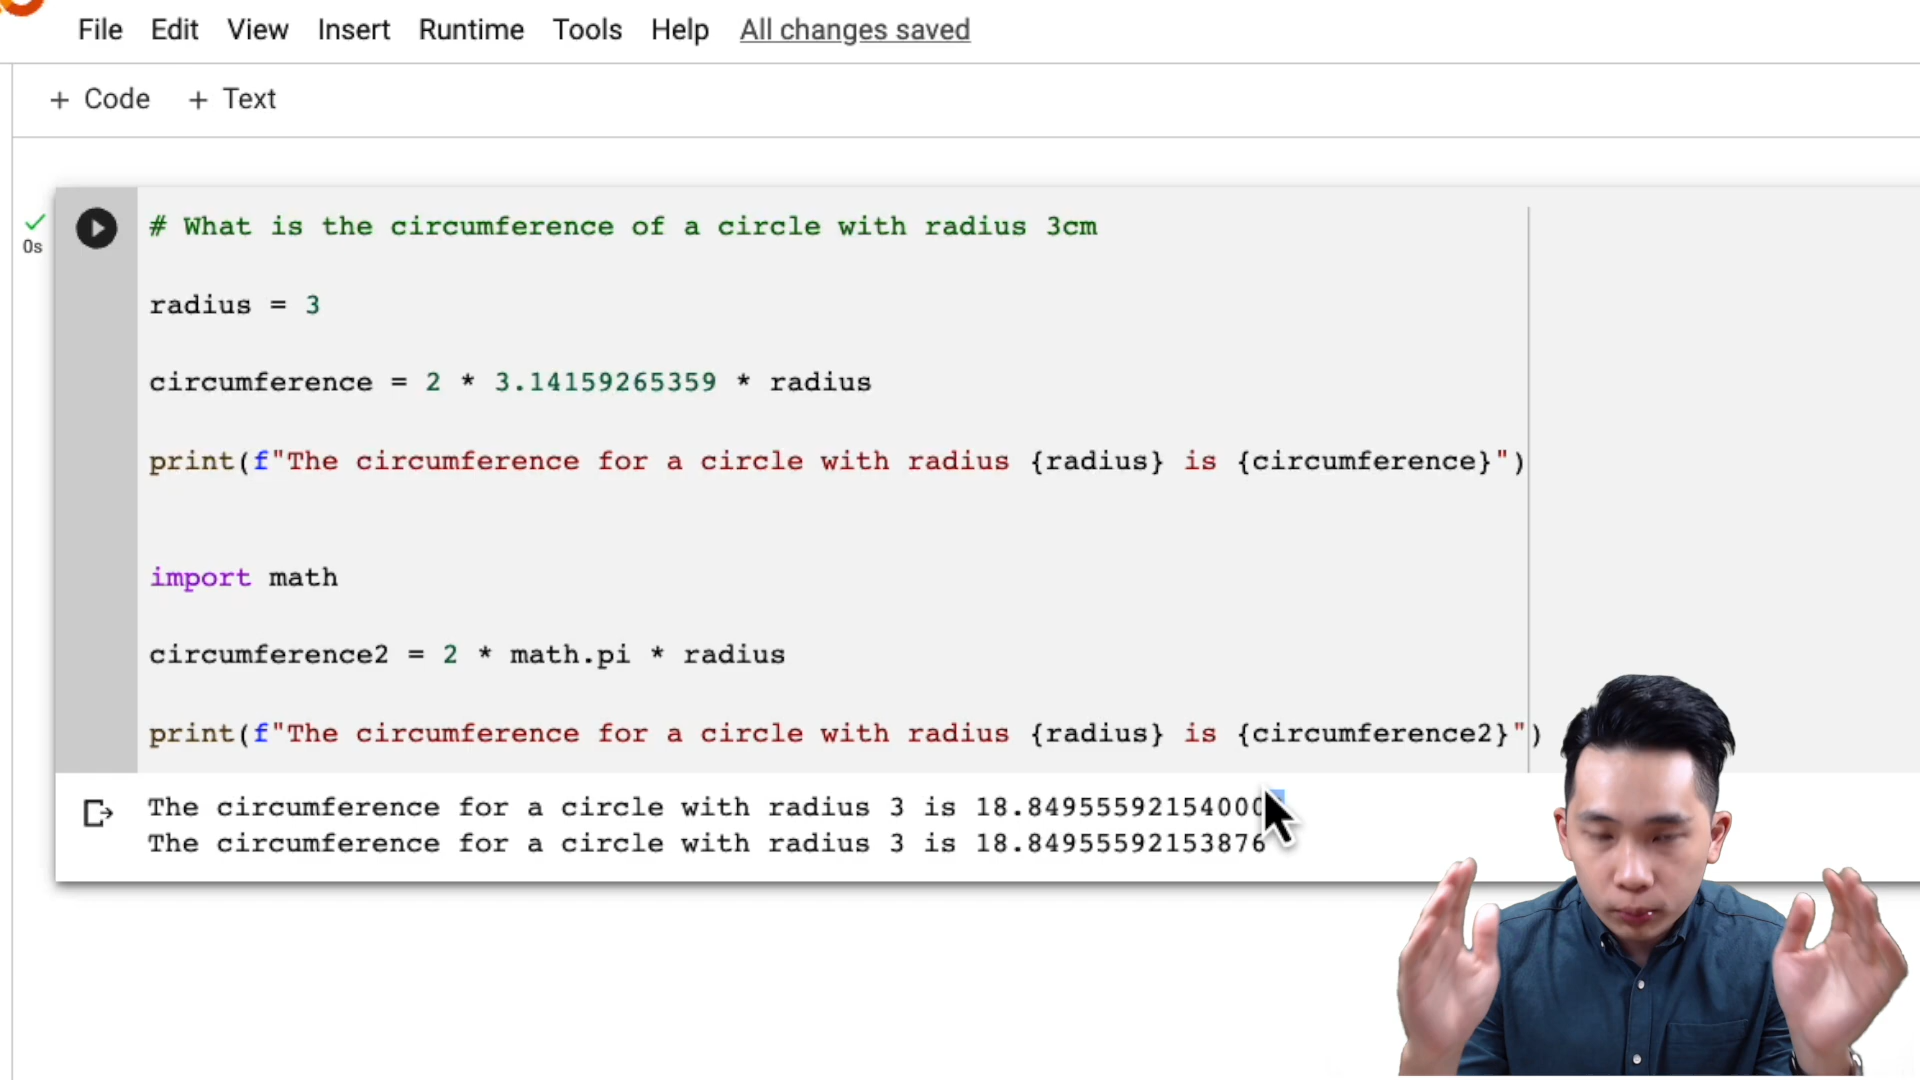 File Edit View Insert Runtime Tools Help All changes saved
+ Code + Text
0s
# What is the circumference of a circle with radius 3cm
radius = 3
circumference = 2 * 3.14159265359 * radius
print(f"The circumference for a circle with radius {radius} is {circumference}")
import math
circumference2 = 2 * math.pi * radius
print(f"The circumference for a circle with radius {radius} is {circumference2}")
The circumference for a circle with radius 3 is 18.84955592154000
The circumference for a circle with radius 3 is 18.84955592153876